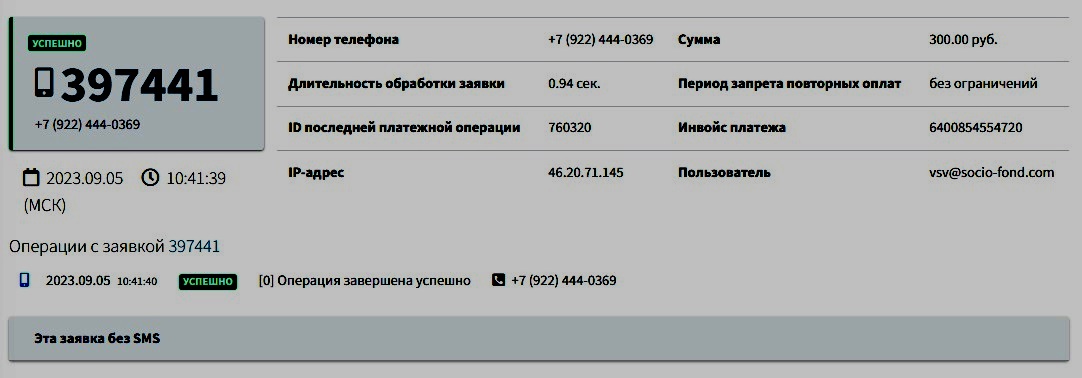 УСПЕШНО
397441
+7 (922) 444-0369
2023.09.05 10:41:39
(МСК)
Номер телефона +7 (922) 444-0369 Сумма 300.00 руб.
Длительность обработки заявки 0.94 сек. Период запрета повторных оплат без ограничений
ID последней платежной операции 760320 Инвойс платежа 6400854554720
IP-адрес 46.20.71.145 Пользователь vsv@socio-fond.com
Операции с заявкой 397441
2023.09.05 10:41:40 УСПЕШНО [0] Операция завершена успешно +7 (922) 444-0369
Эта заявка без SMS